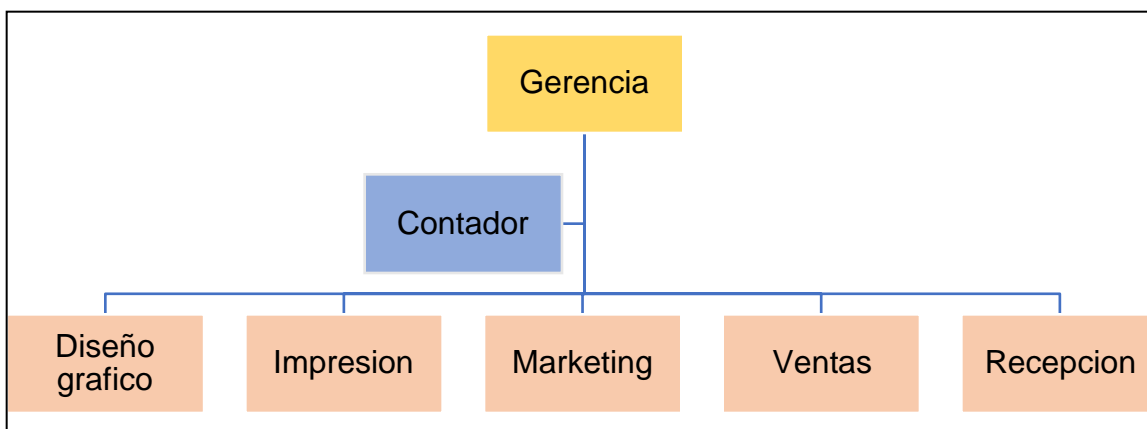 Gerencia
Contador
Diseño
grafico
Impresion
Marketing
Ventas
Recepcion